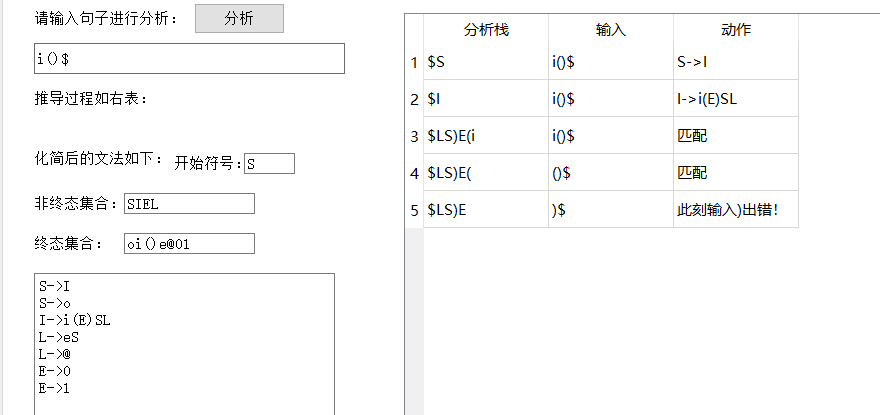 请输入句子进行分析： 分析
i()$
推导过程如右表：
化简后的文法如下： 开始符号:S
非终态集合：SIEL
终态集合： oi()e@01
S->I
S->o
I->i(E)SL
L->eS
L->@
E->0
E->1
分析栈 输入 动作
1 $S i()$ S->I
2 $I i()$ I->i(E)SL
3 $LS)E(i i()$ 匹配
4 $LS)E( ()$ 匹配
5 $LS)E )$ 此刻输入)出错！